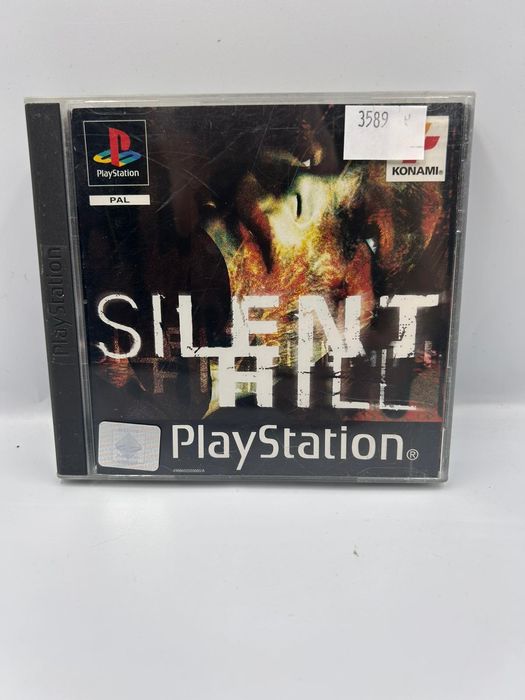 3589
PlayStation
PAL
KONAMI®
PlayStation
SILENT
HILL
PlayStation®